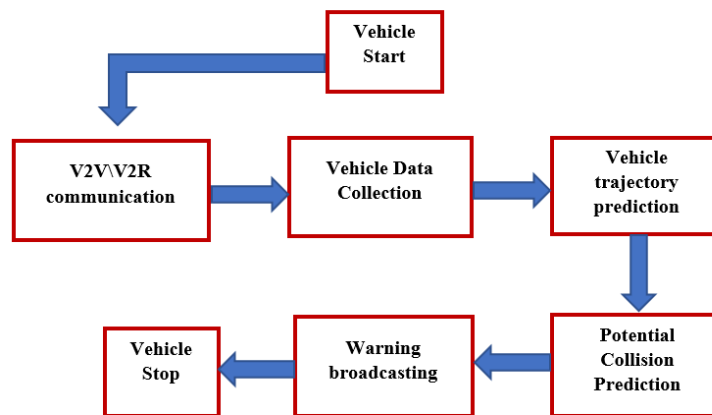 Vehicle
Start
V2V\V2R
communication
Vehicle Data
Collection
Vehicle
trajectory
prediction
Potential
Collision
Prediction
Warning
broadcasting
Vehicle
Stop